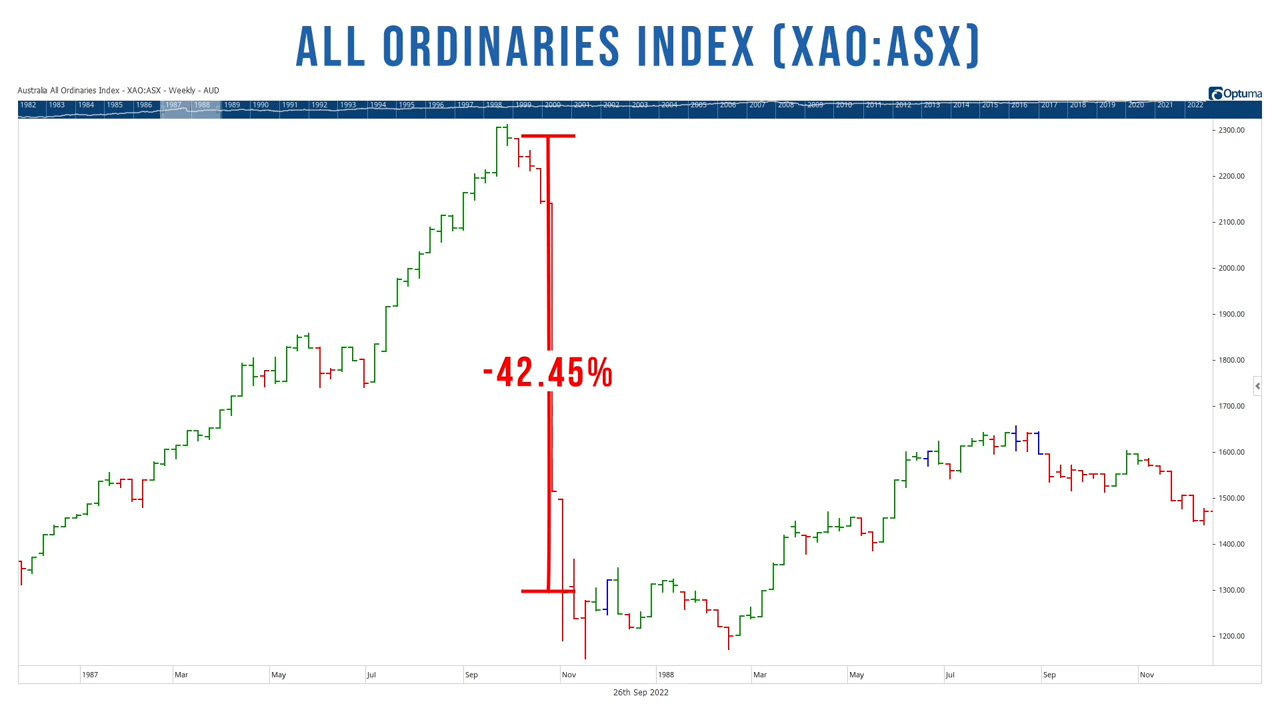 ALL ORDINARIES INDEX (XAO:ASX)
Australia All Ordinaries Index - XAO:ASX - Weekly - AUD
Optuma
1982 1983 1984 1985 1986 1987 1988 1989 1990 1991 1992 1993 1994 1995 1996 1997 1998 1999 2000 2001 2002 2003 2004 2005 2006 2007 2008 2009 2010 2011 2012 2013 2014 2015 2016 2017 2018 2019 2020 2021 2022
2300.00
2200.00
2100.00
2000.00
1900.00
1800.00
-42.45%
1700.00
1600.00
1500.00
1400.00
1300.00
1200.00
1987 Mar May Jul Sep Nov 1988 Mar May Jul Sep Nov
26th Sep 2022